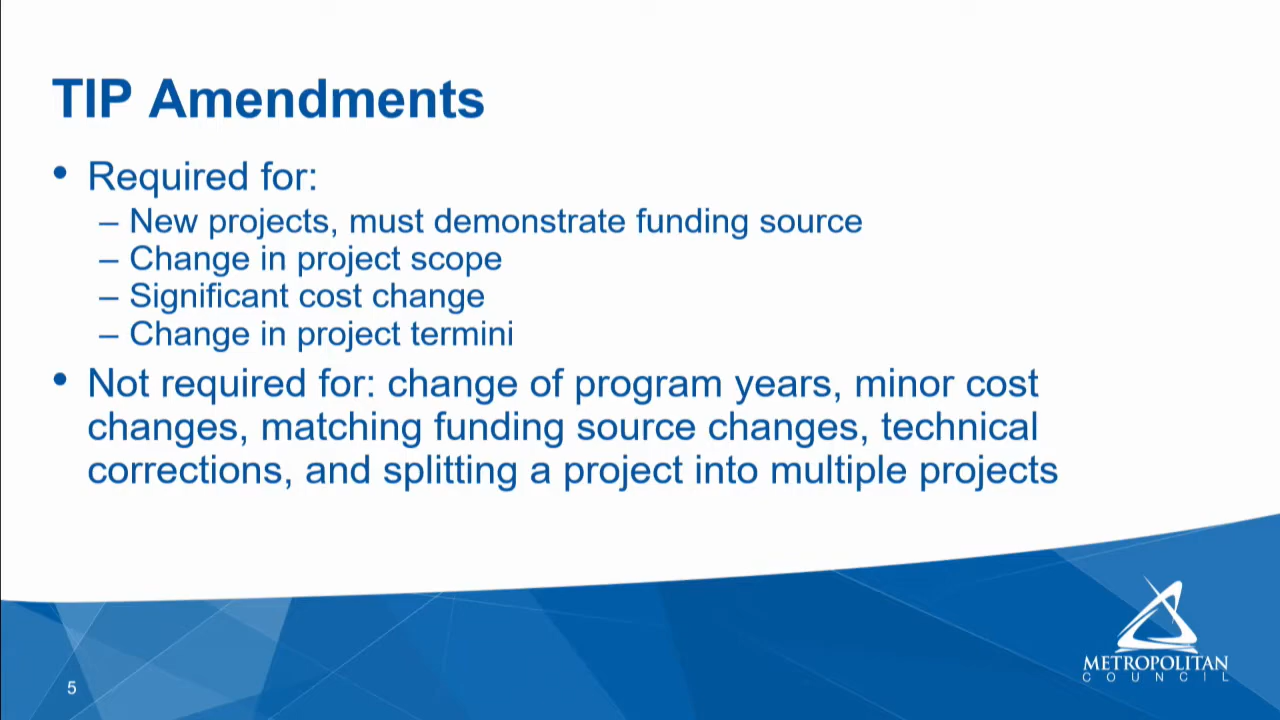 TIP Amendments
• Required for:
– New projects, must demonstrate funding source
– Change in project scope
– Significant cost change
– Change in project termini
• Not required for: change of program years, minor cost
changes, matching funding source changes, technical
corrections, and splitting a project into multiple projects
METROPOLITAN
COUNCIL
5